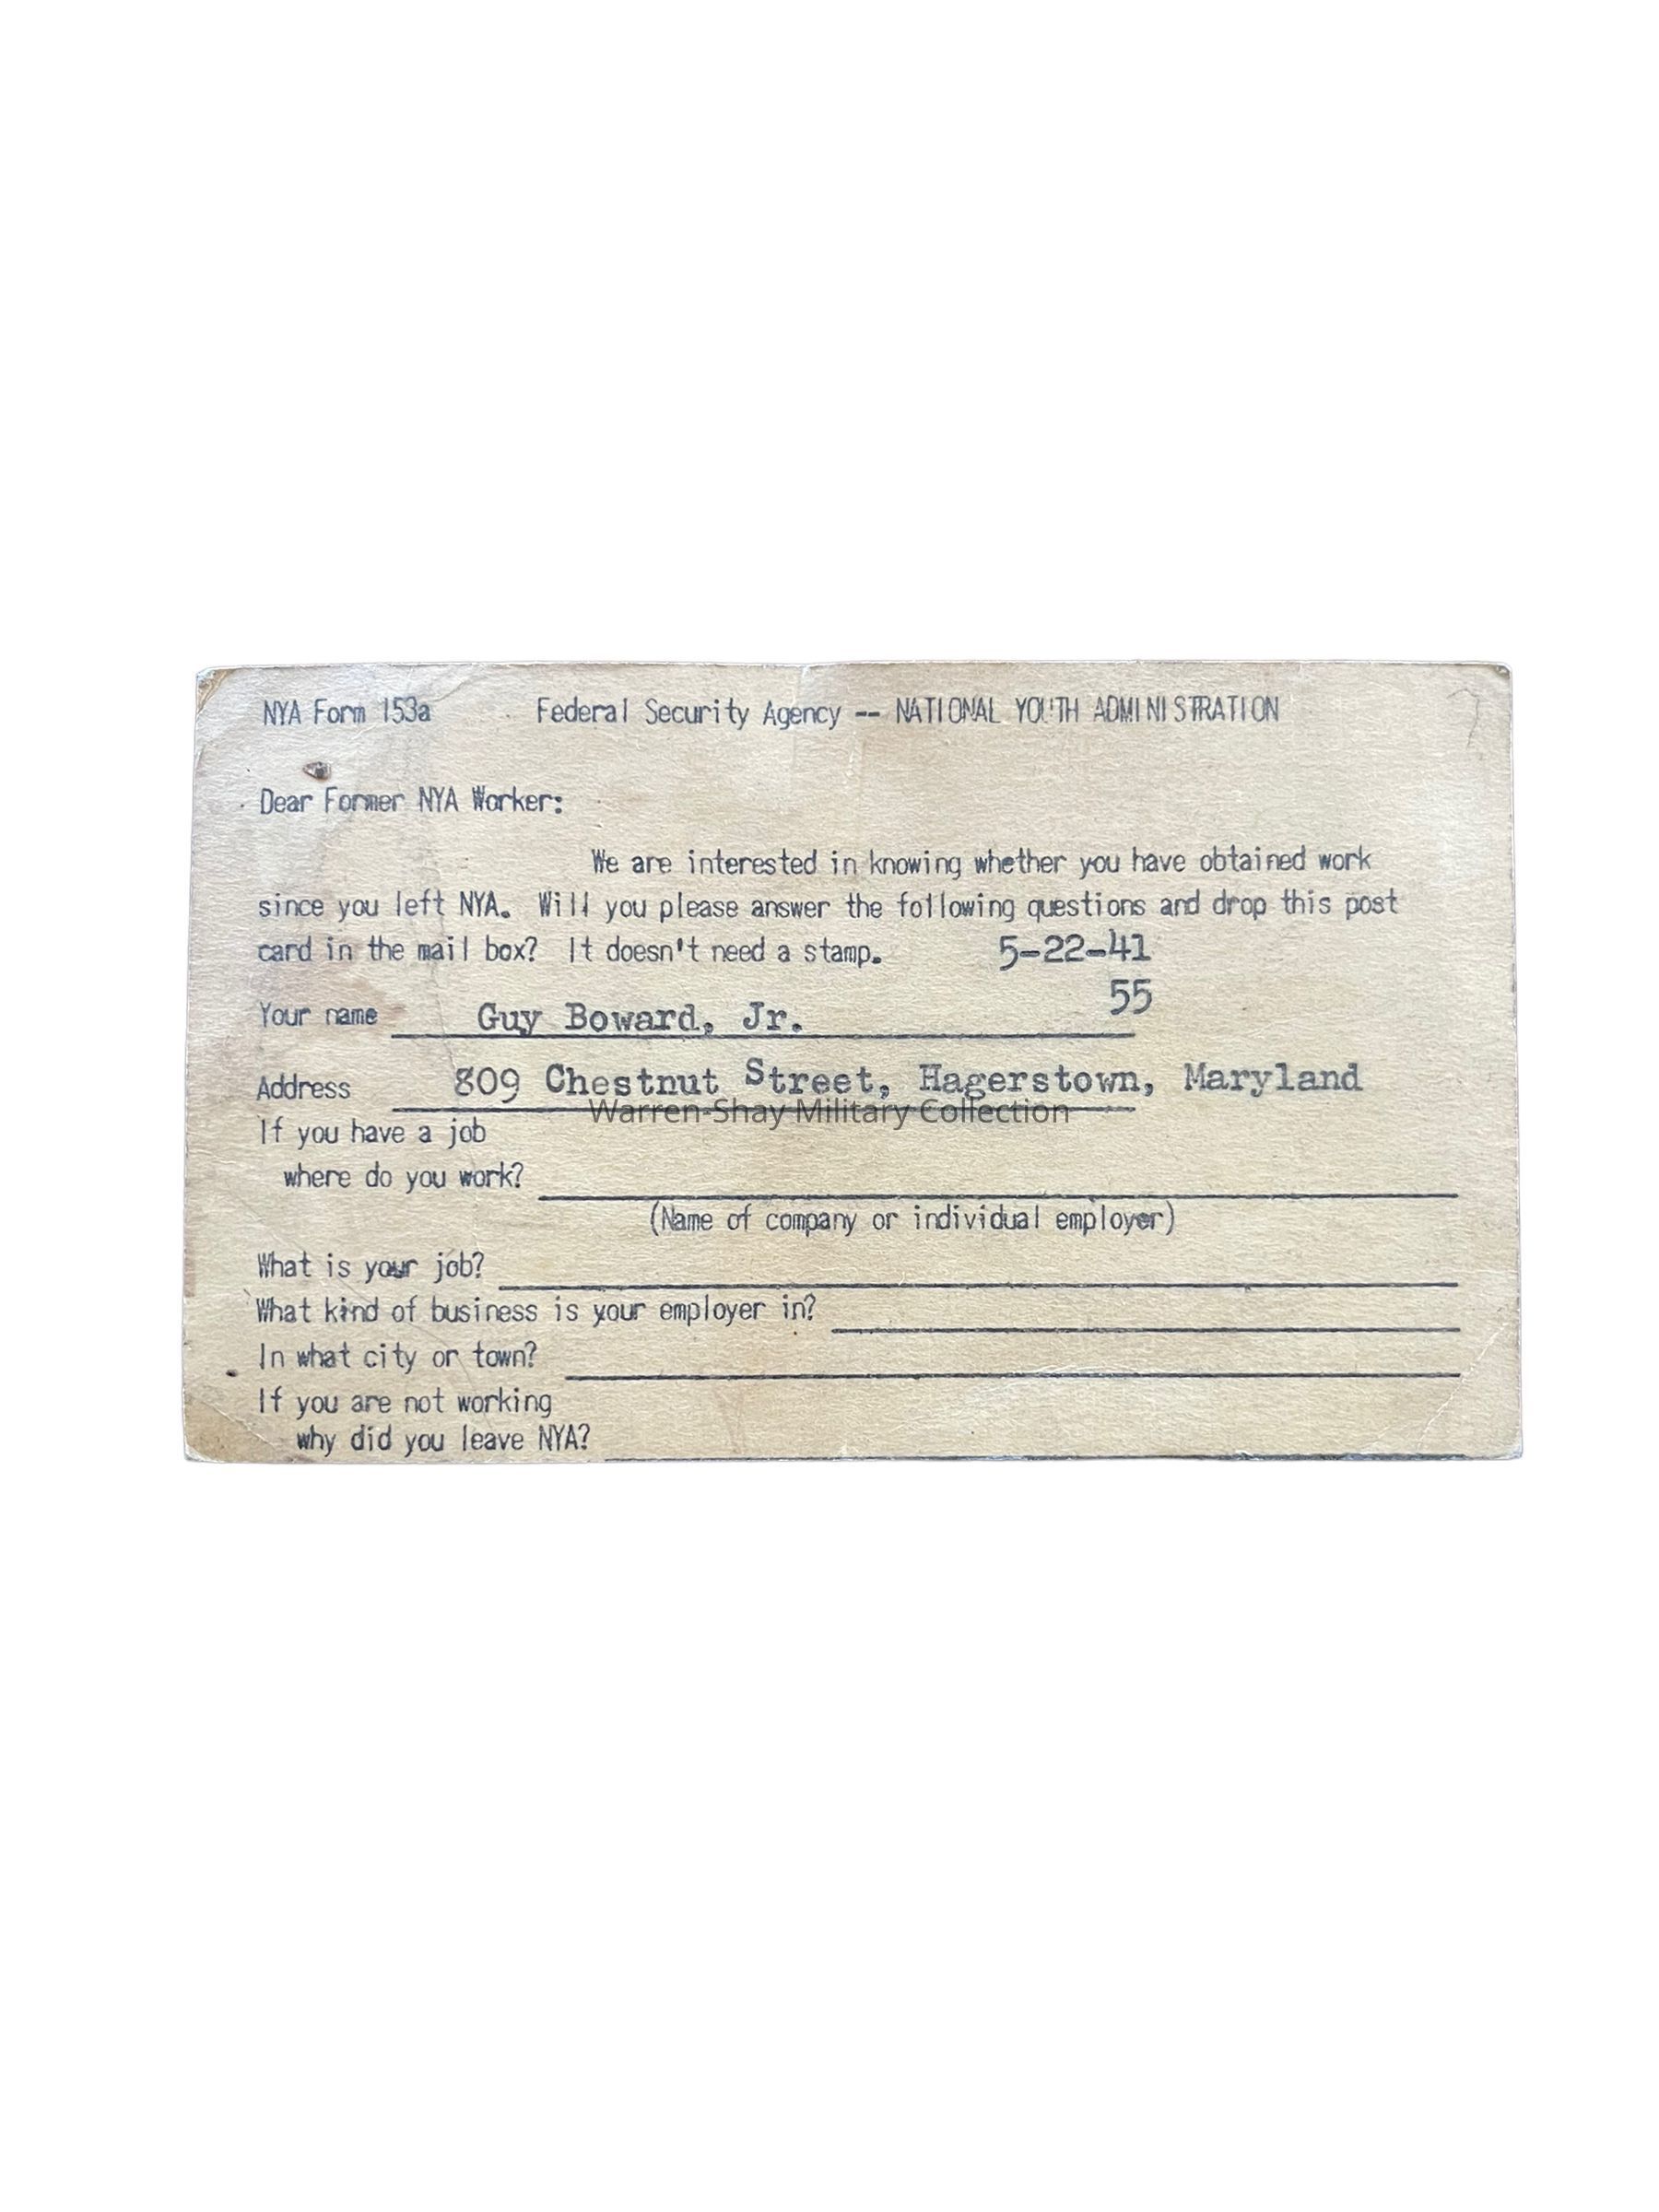 NYA Form 153a Federal Security Agency -- NATIONAL YOUTH ADMINISTRATION
Dear Former NYA Worker:
We are interested in knowing whether you have obtained work
since you left NYA. Will you please answer the following questions and drop this post
card in the mail box? It doesn't need a stamp. 5-22-41
55
Your name Guy Boward, Jr.
Address 809 Chestnut Street, Hagerstown, Maryland
Warren-Shay Military Collection
If you have a job
where do you work?
(Name of company or individual employer)
What is your job?
What kind of business is your employer in?
In what city or town?
If you are not working
why did you leave NYA?